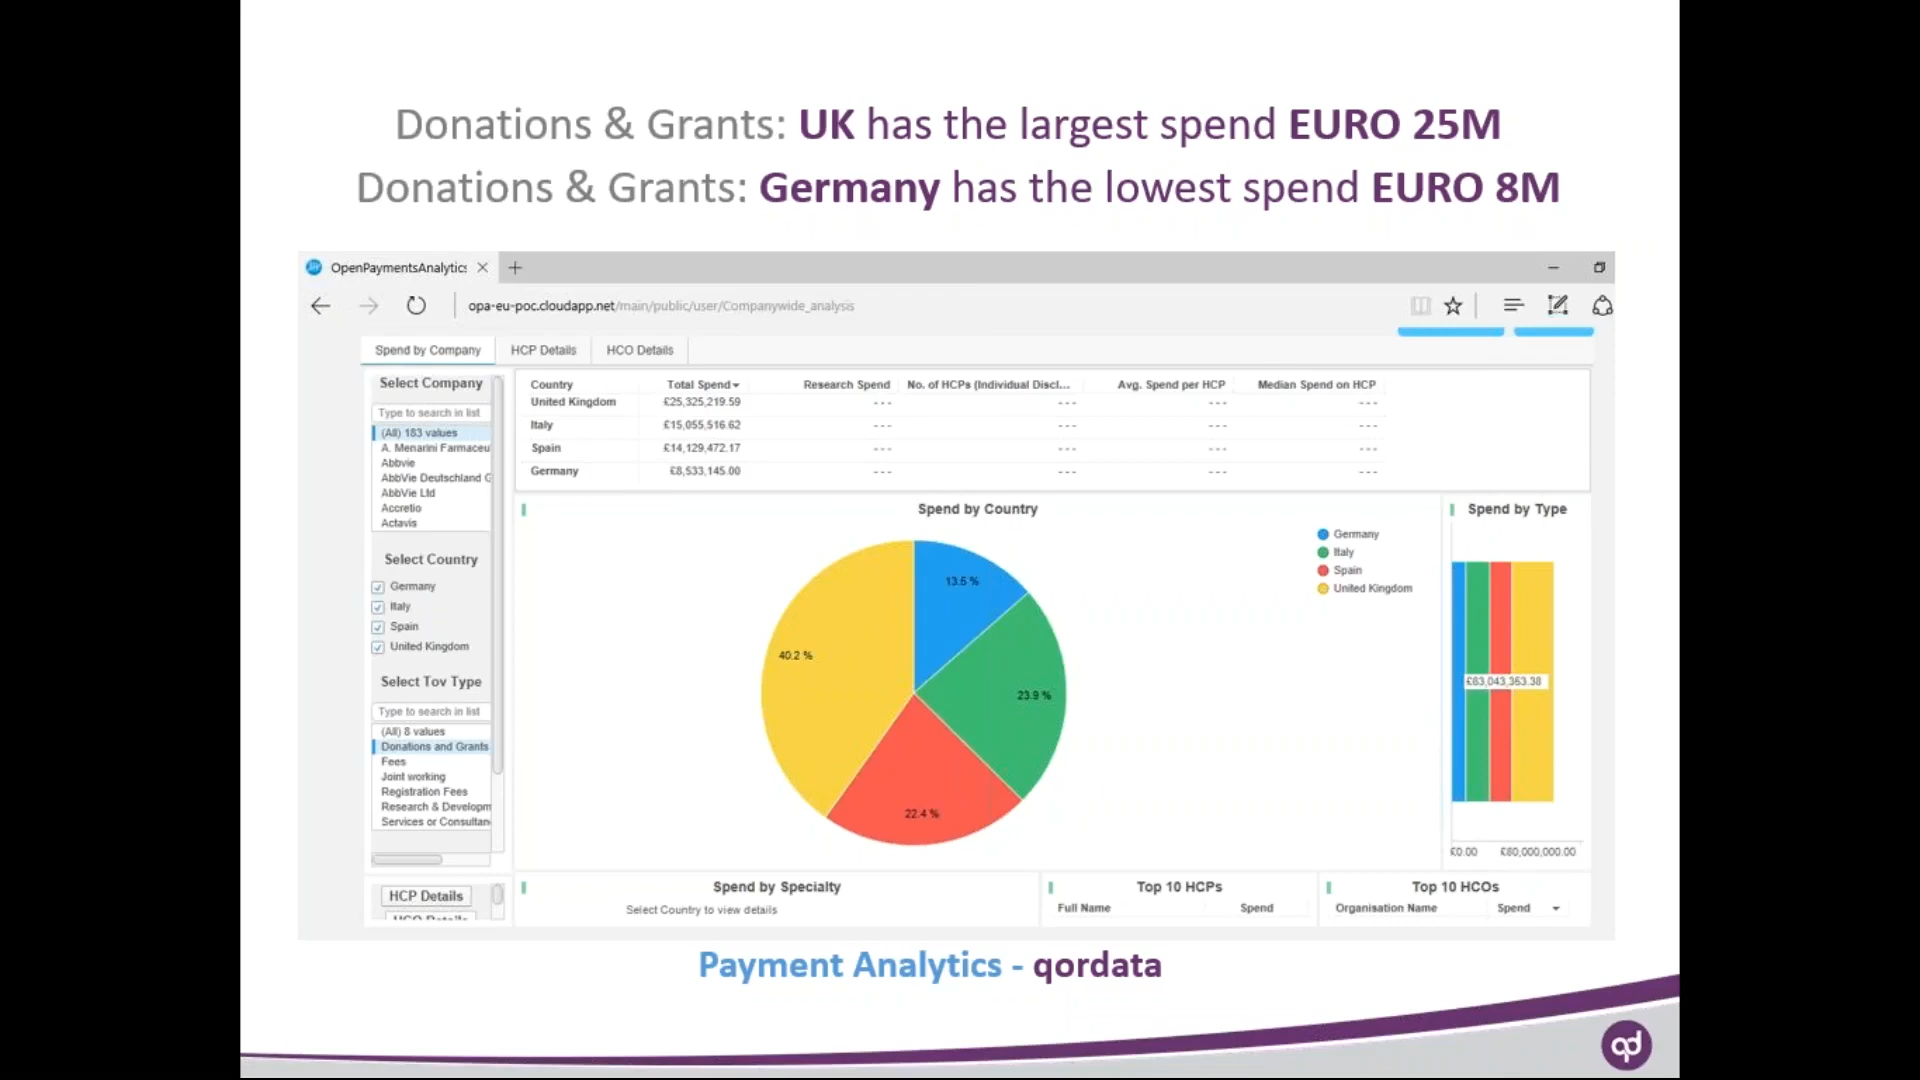 Donations & Grants: UK has the largest spend EURO 25M
Donations & Grants: Germany has the lowest spend EURO 8M
OpenPaymentsAnalytics
opa-eu-poc.cloudapp.net/main/public/user/Companywide_analysis
Spend by Company HCP Details HCO Details
Select Company
Type to search in list
(All) 183 values
A. Menarini Farmaceu
Abbvie
AbbVie Deutschland G
AbbVie Ltd
Accretio
Actavis
Select Country
Germany
Italy
Spain
United Kingdom
Select Tov Type
Type to search in list
(All) 8 values
Donations and Grants
Fees
Joint working
Registration Fees
Research & Developm
Services or Consultan
HCP Details
HCO Details
Country Total Spend Research Spend No. of HCPs (Individual Discl... Avg. Spend per HCP Median Spend on HCP
United Kingdom £25,325,219.59 --- --- --- ---
Italy £15,055,516.62 --- --- --- ---
Spain £14,129,472.17 --- --- --- ---
Germany £8,533,145.00 --- --- --- ---
Spend by Country
13.5 %
23.9 %
22.4 %
40.2 %
Germany
Italy
Spain
United Kingdom
Spend by Type
£63,043,353.38
£0.00 £80,000,000.00
Spend by Specialty
Select Country to view details
Top 10 HCPs
Full Name Spend
Top 10 HCOs
Organisation Name Spend
Payment Analytics - qordata
qd